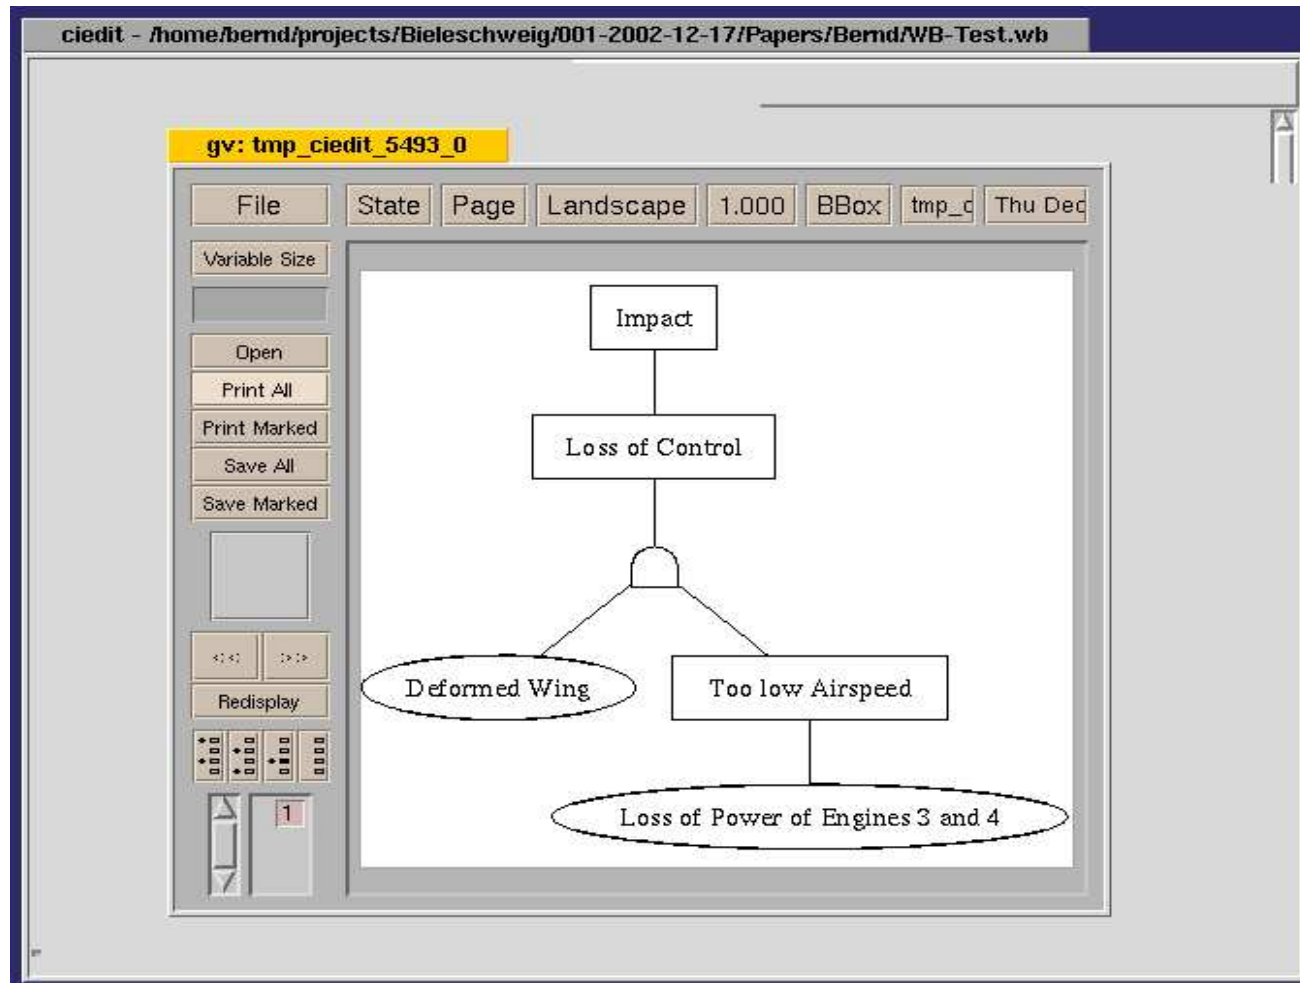 ciedit - /home/bernd/projects/Bieleschweig/001-2002-12-17/Papers/Bernd/WB-Test.wb
gv: tmp_ciedit_5493_0
File State Page Landscape 1.000 BBox tmp_c Thu Dec
Variable Size
Open
Print All
Print Marked
Save All
Save Marked
<< >>
Redisplay
1
Impact
Loss of Control
Deformed Wing Too low Airspeed
Loss of Power of Engines 3 and 4